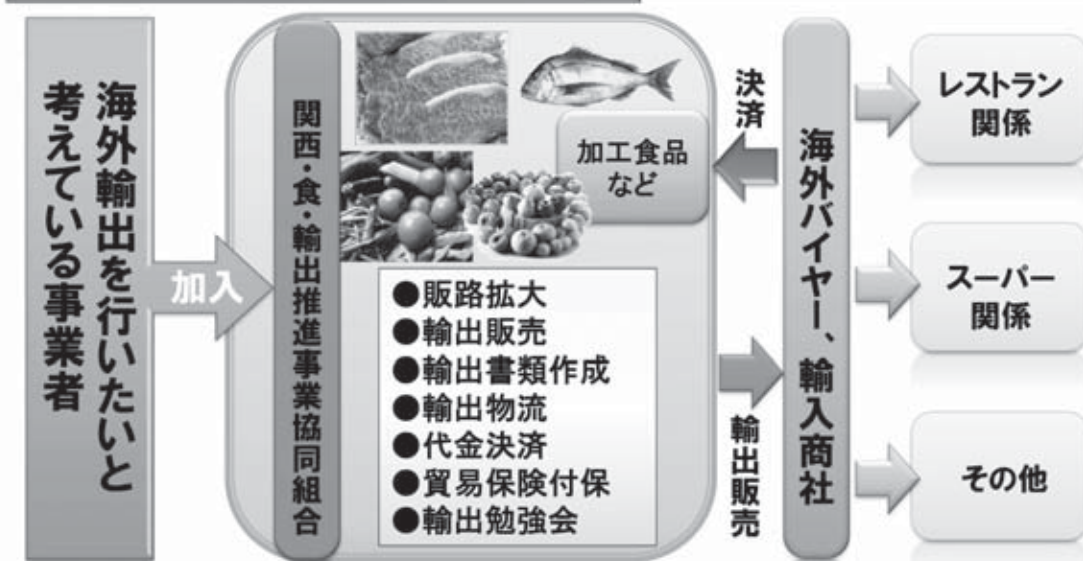 海外輸出を行いたいと
考えている事業者
加入
関西・食・輸出推進事業協同組合
加工食品
など
●販路拡大
●輸出販売
●輸出書類作成
●輸出物流
●代金決済
●貿易保険付保
●輸出勉強会
決済
輸出販売
海外バイヤー、輸入商社
レストラン
関係
スーパー
関係
その他